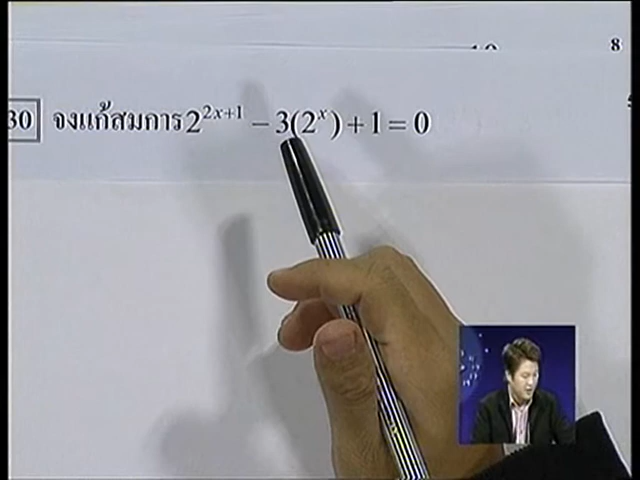 8
30 จงแก้สมการ 2^{2x+1} − 3(2^x) + 1 = 0